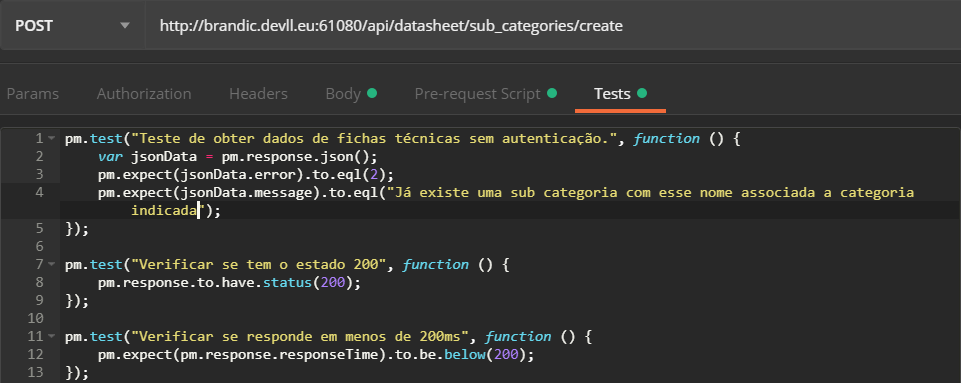 POST http://brandic.devll.eu:61080/api/datasheet/sub_categories/create
Params Authorization Headers Body Pre-request Script Tests
1 pm.test("Teste de obter dados de fichas técnicas sem autenticação.", function () {
2 var jsonData = pm.response.json();
3 pm.expect(jsonData.error).to.eql(2);
4 pm.expect(jsonData.message).to.eql("Já existe uma sub categoria com esse nome associada a categoria
indicada");
5 });
6
7 pm.test("Verificar se tem o estado 200", function () {
8 pm.response.to.have.status(200);
9 });
10
11 pm.test("Verificar se responde em menos de 200ms", function () {
12 pm.expect(pm.response.responseTime).to.be.below(200);
13 });